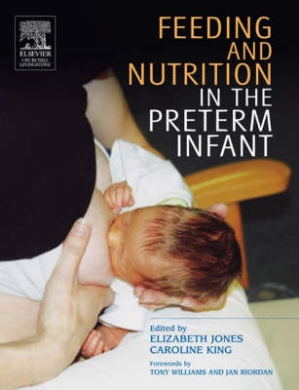 FEEDING
AND
NUTRITION
IN THE
PRETERM
INFANT
ELSEVIER
CHURCHILL
LIVINGSTONE
Edited by
ELIZABETH JONES
CAROLINE KING
Forewords by
TONY WILLIAMS AND JAN RIORDAN